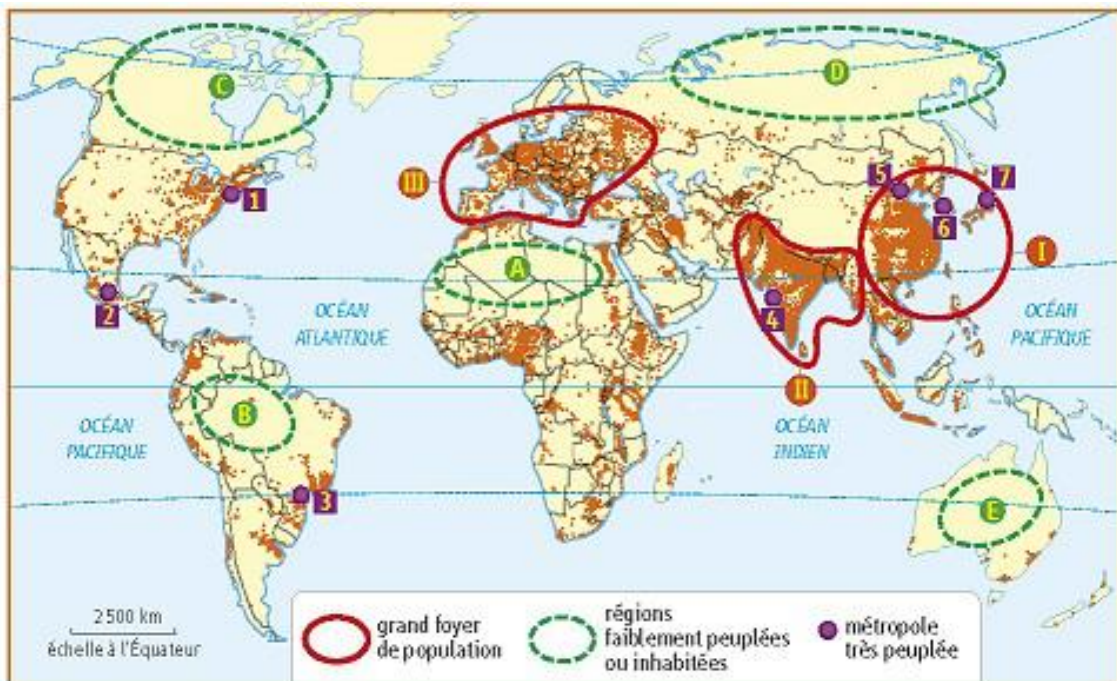 C
D
III
5
7
1
6
I
A
OCÉAN
ATLANTIQUE
2
4
OCÉAN
PACIFIQUE
II
B
OCÉAN
PACIFIQUE
OCÉAN
INDIEN
3
E
2 500 km
échelle à l'Équateur
grand foyer
de population
régions
faiblement peuplées
ou inhabitées
métropole
très peuplée